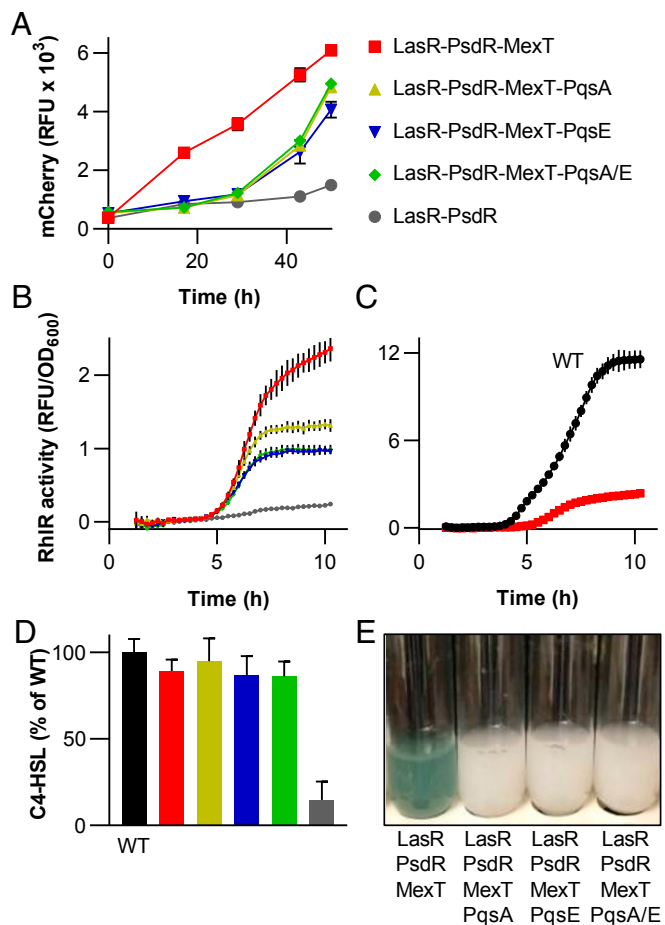 A
mCherry (RFU x 10³)
6
4
2
0
0
20
40
Time (h)
LasR-PsdR-MexT
LasR-PsdR-MexT-PqsA
LasR-PsdR-MexT-PqsE
LasR-PsdR-MexT-PqsA/E
LasR-PsdR
B
RhlR activity (RFU/OD₆₀₀)
2
1
0
0
5
10
Time (h)
C
WT
12
6
0
0
5
10
Time (h)
D
C4-HSL (% of WT)
100
50
0
WT
E
LasR
PsdR
MexT
LasR
PsdR
MexT
PqsA
LasR
PsdR
MexT
PqsE
LasR
PsdR
MexT
PqsA/E